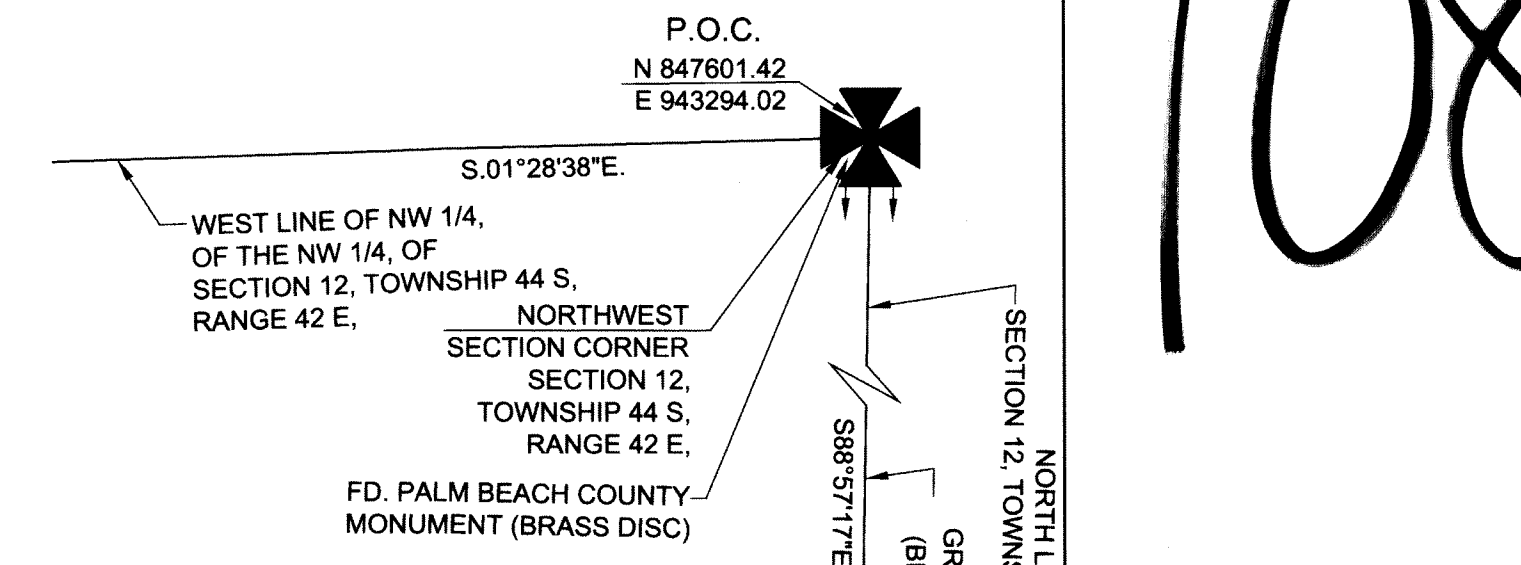 P.O.C.
N 847601.42
E 943294.02
S.01°28'38"E.
WEST LINE OF NW 1/4,
OF THE NW 1/4, OF
SECTION 12, TOWNSHIP 44 S,
RANGE 42 E,
NORTHWEST
SECTION CORNER
SECTION 12,
TOWNSHIP 44 S,
RANGE 42 E,
FD. PALM BEACH COUNTY
MONUMENT (BRASS DISC)
S88°57'17"E
NORTH L
SECTION 12, TOWNS
GR
(B
108